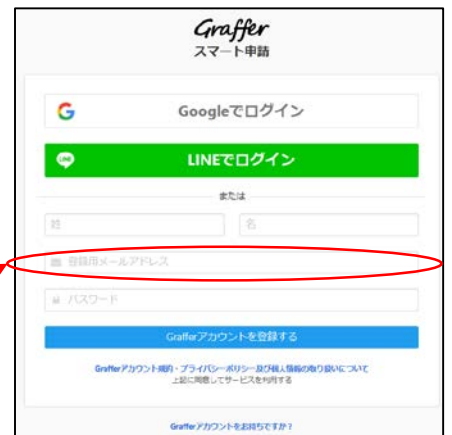 Graffer
スマート申請
Googleでログイン
LINE
LINEでログイン
または
姓
名
登録用メールアドレス
パスワード
Grafferアカウントを登録する
Grafferアカウント規約・プライバシーポリシー及び個人情報の取り扱いについて
上記に同意してサービスを利用する
Grafferアカウントをお持ちですか？